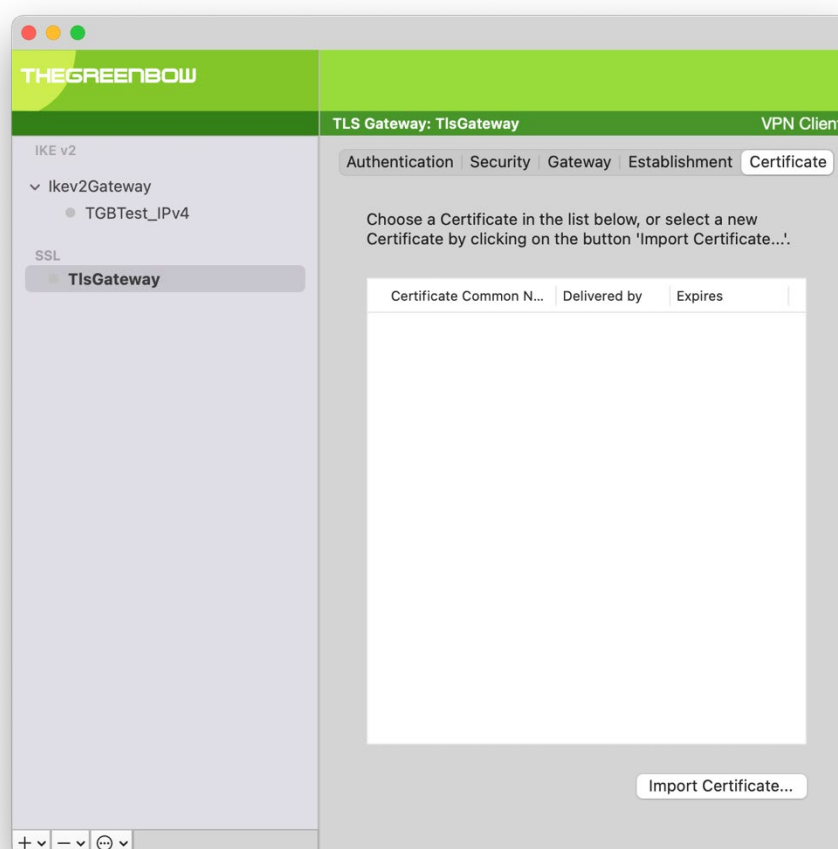 THEGREENBOW
TLS Gateway: TlsGateway
VPN Client
IKE v2
Ikev2Gateway
TGBTest_IPv4
SSL
TlsGateway
Authentication Security Gateway Establishment Certificate
Choose a Certificate in the list below, or select a new
Certificate by clicking on the button 'Import Certificate...'.
Certificate Common N... Delivered by Expires
Import Certificate...